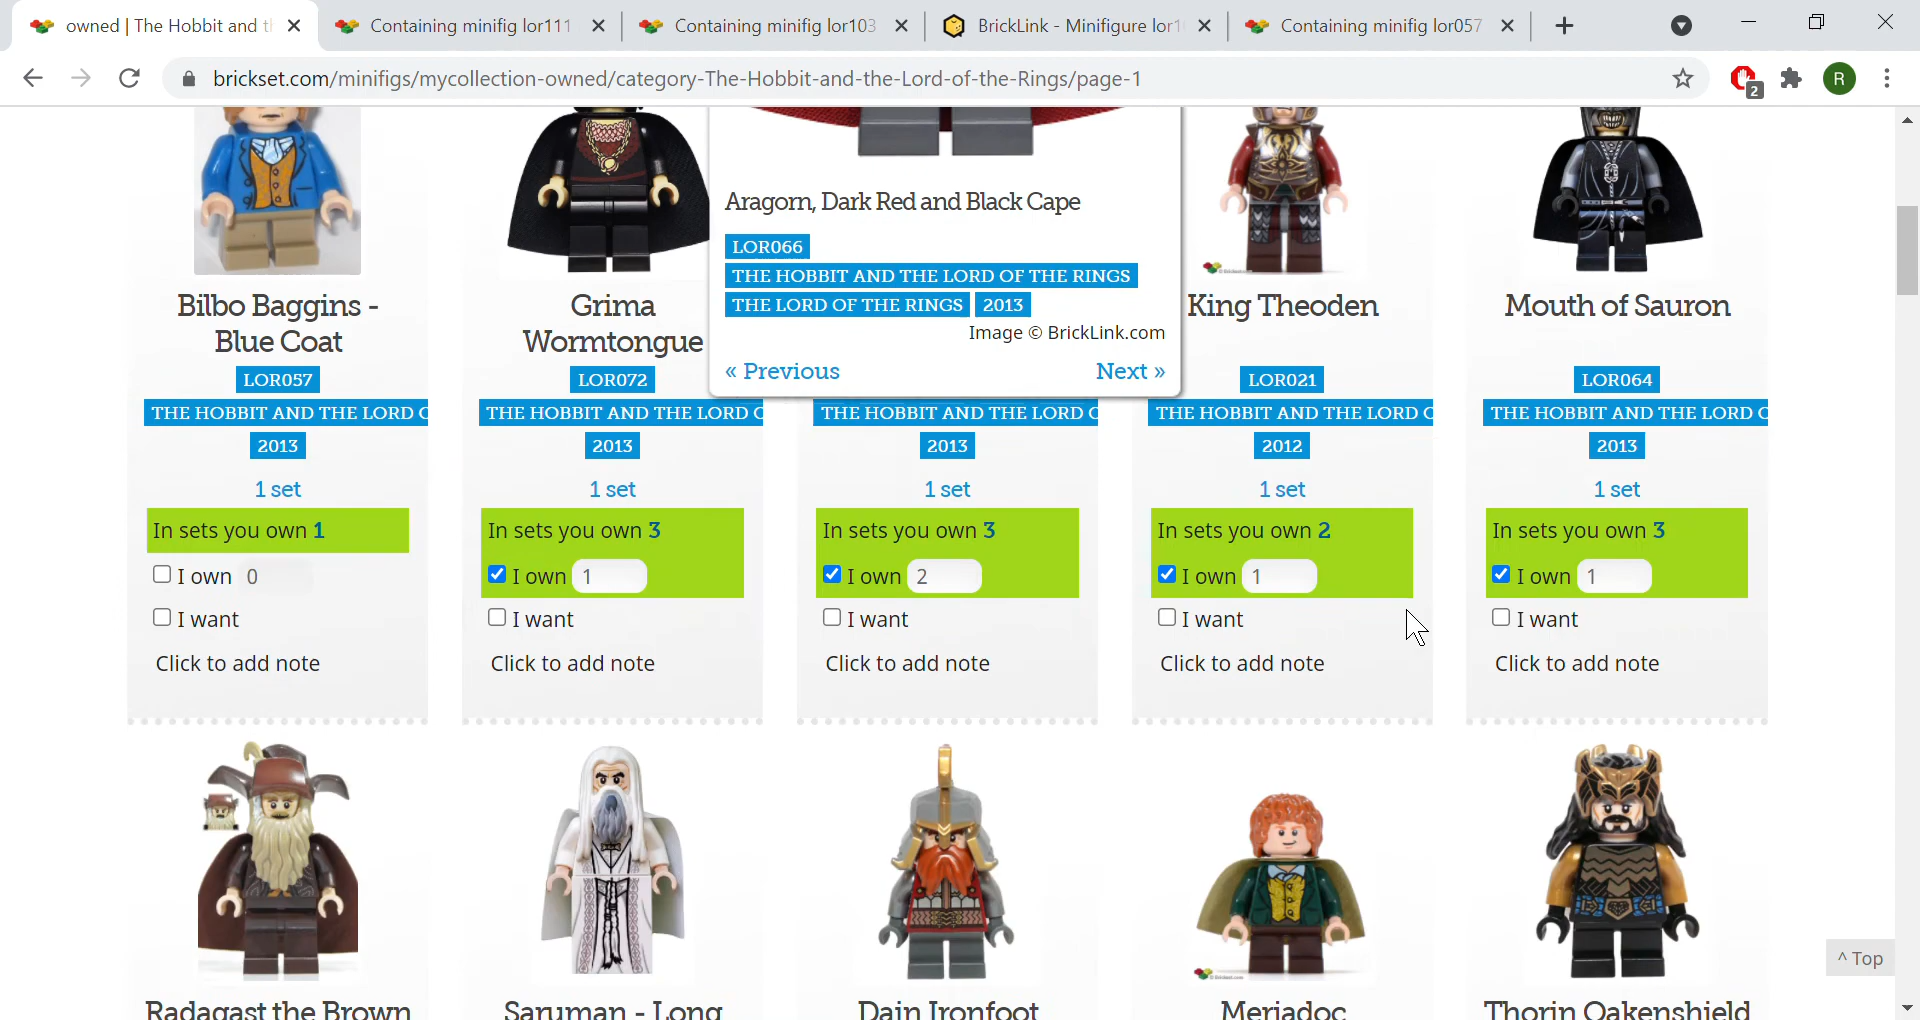 owned | The Hobbit and t
Containing minifig lor111
Containing minifig lor103
BrickLink - Minifigure lor1
Containing minifig lor057
brickset.com/minifigs/mycollection-owned/category-The-Hobbit-and-the-Lord-of-the-Rings/page-1
2
R
Aragorn, Dark Red and Black Cape
LOR066
THE HOBBIT AND THE LORD OF THE RINGS
THE LORD OF THE RINGS 2013
Image © BrickLink.com
« Previous Next »
Bilbo Baggins -
Blue Coat
LOR057
THE HOBBIT AND THE LORD O
2013
1 set
In sets you own 1
I own 0
I want
Click to add note
Grima
Wormtongue
LOR072
THE HOBBIT AND THE LORD O
2013
1 set
In sets you own 3
I own 1
I want
Click to add note
THE HOBBIT AND THE LORD O
2013
1 set
In sets you own 3
I own 2
I want
Click to add note
King Theoden
LOR021
THE HOBBIT AND THE LORD O
2012
1 set
In sets you own 2
I own 1
I want
Click to add note
Mouth of Sauron
LOR064
THE HOBBIT AND THE LORD O
2013
1 set
In sets you own 3
I own 1
I want
Click to add note
Radagast the Brown
Saruman - Long
Dain Ironfoot
Meriadoc
Thorin Oakenshield
^ Top